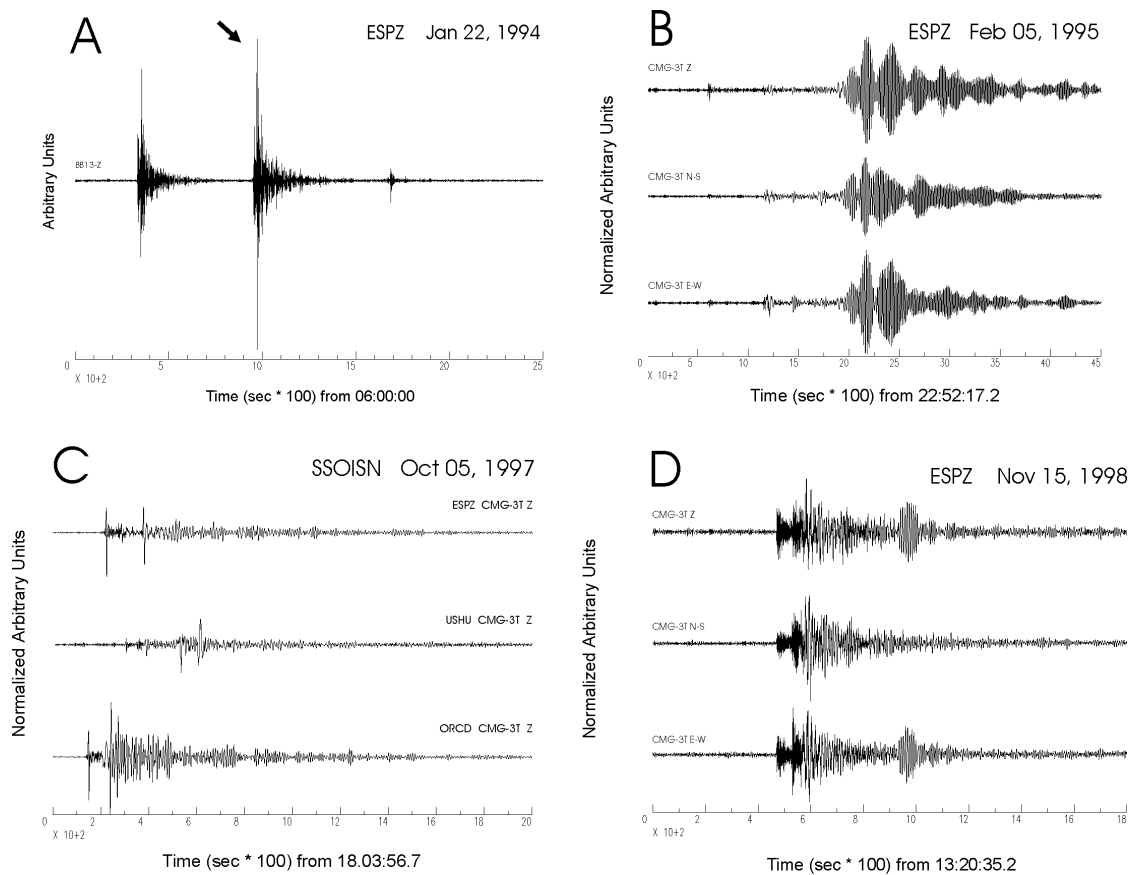 A
ESPZ Jan 22, 1994
Arbitrary Units
BB13-Z
0 5 10 15 20 25
X 10+2
Time (sec * 100) from 06:00:00
B
ESPZ Feb 05, 1995
Normalized Arbitrary Units
CMG-3T Z
CMG-3T N-S
CMG-3T E-W
0 5 10 15 20 25 30 35 40 45
X 10+2
Time (sec * 100) from 22:52:17.2
C
SSOISN Oct 05, 1997
Normalized Arbitrary Units
ESPZ CMG-3T Z
USHU CMG-3T Z
ORCD CMG-3T Z
0 2 4 6 8 10 12 14 16 18 20
X 10+2
Time (sec * 100) from 18.03:56.7
D
ESPZ Nov 15, 1998
Normalized Arbitrary Units
CMG-3T Z
CMG-3T N-S
CMG-3T E-W
0 2 4 6 8 10 12 14 16 18
X 10+2
Time (sec * 100) from 13:20:35.2